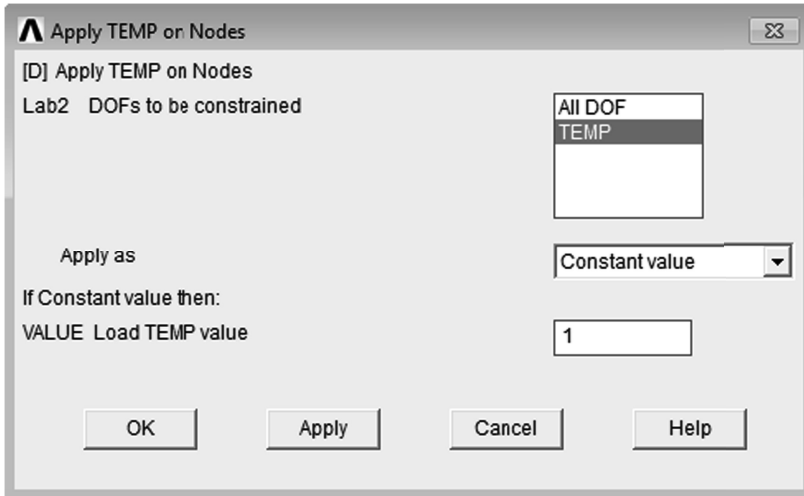 Apply TEMP on Nodes
[D] Apply TEMP on Nodes
Lab2 DOFs to be constrained
All DOF
TEMP
Apply as
Constant value
If Constant value then:
VALUE Load TEMP value
1
OK
Apply
Cancel
Help